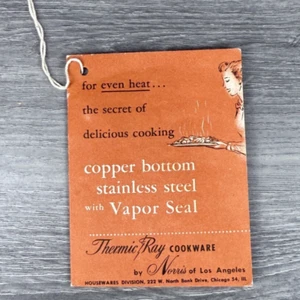 for even heat...
the secret of
delicious cooking
copper bottom
stainless steel
with Vapor Seal
Thermic Ray COOKWARE
by Norris of Los Angeles
HOUSEWARES DIVISION, 222 W. North Bank Drive, Chicago 54, Ill.